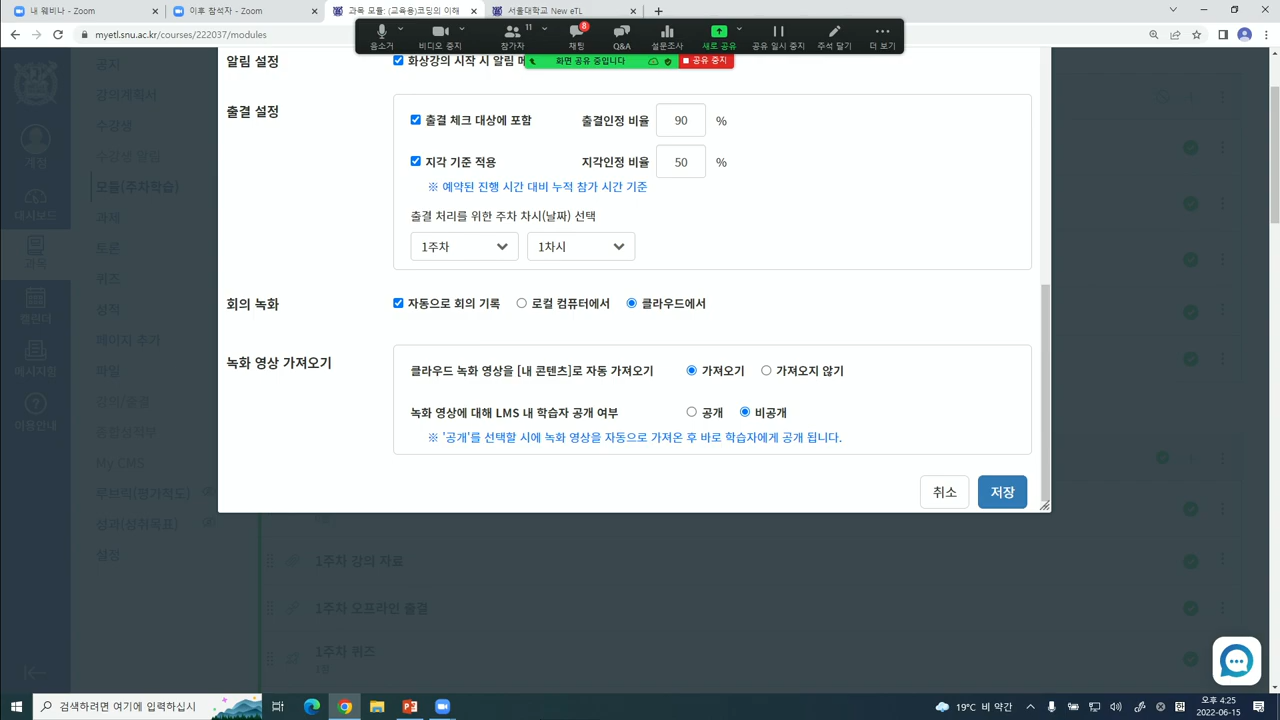 내 웨비나 - Zoom
이후 참석자 - Zoom
과목 모듈: (교육용)코딩의 이해
서울대학교 New eTL
myetl.snu.ac.kr/courses/222037/modules
음소거
비디오 중지
참가자
11
채팅
8
Q&A
설문조사
새로 공유
공유 일시 중지
주석 달기
더 보기
화면 공유 중입니다
공유 중지
알림 설정
화상강의 시작 시 알림
출결 설정
출결 체크 대상에 포함
출결인정 비율
90
%
지각 기준 적용
지각인정 비율
50
%
※ 예약된 진행 시간 대비 누적 참가 시간 기준
출결 처리를 위한 주차 차시(날짜) 선택
1주차
1차시
회의 녹화
자동으로 회의 기록
로컬 컴퓨터에서
클라우드에서
녹화 영상 가져오기
클라우드 녹화 영상을 [내 콘텐츠]로 자동 가져오기
가져오기
가져오지 않기
녹화 영상에 대해 LMS 내 학습자 공개 여부
공개
비공개
※ '공개'를 선택할 시에 녹화 영상을 자동으로 가져온 후 바로 학습자에게 공개 됩니다.
취소
저장
계정
대시보드
과목
캘린더
메시지함
이용안내
공지
강의계획서
수강생
수강생 알림
모듈(주차학습)
과제
토론
퀴즈
성적
페이지 추가
파일
강의/출결
종합성적부
My CMS
루브릭(평가척도)
성과(성취목표)
설정
1주차 강의 자료
1주차 오프라인 출결
1주차 퀴즈
검색하려면 여기에 입력하십시
19°C 비 약간
오후 4:25
2022-06-15